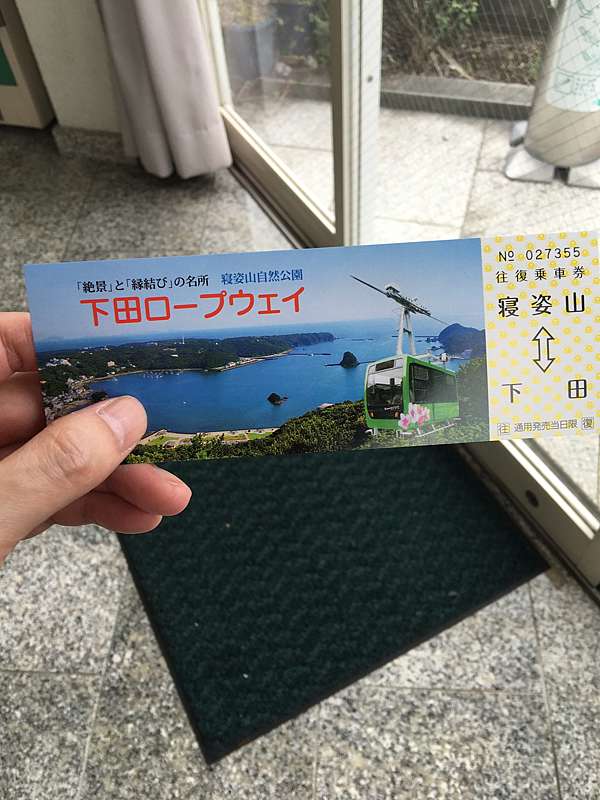 「絶景」と「縁結び」の名所 寝姿山自然公園
下田ロープウェイ
№ 027355
往復乗車券
寝姿山
⇕
下田
往 通用発売当日限 復